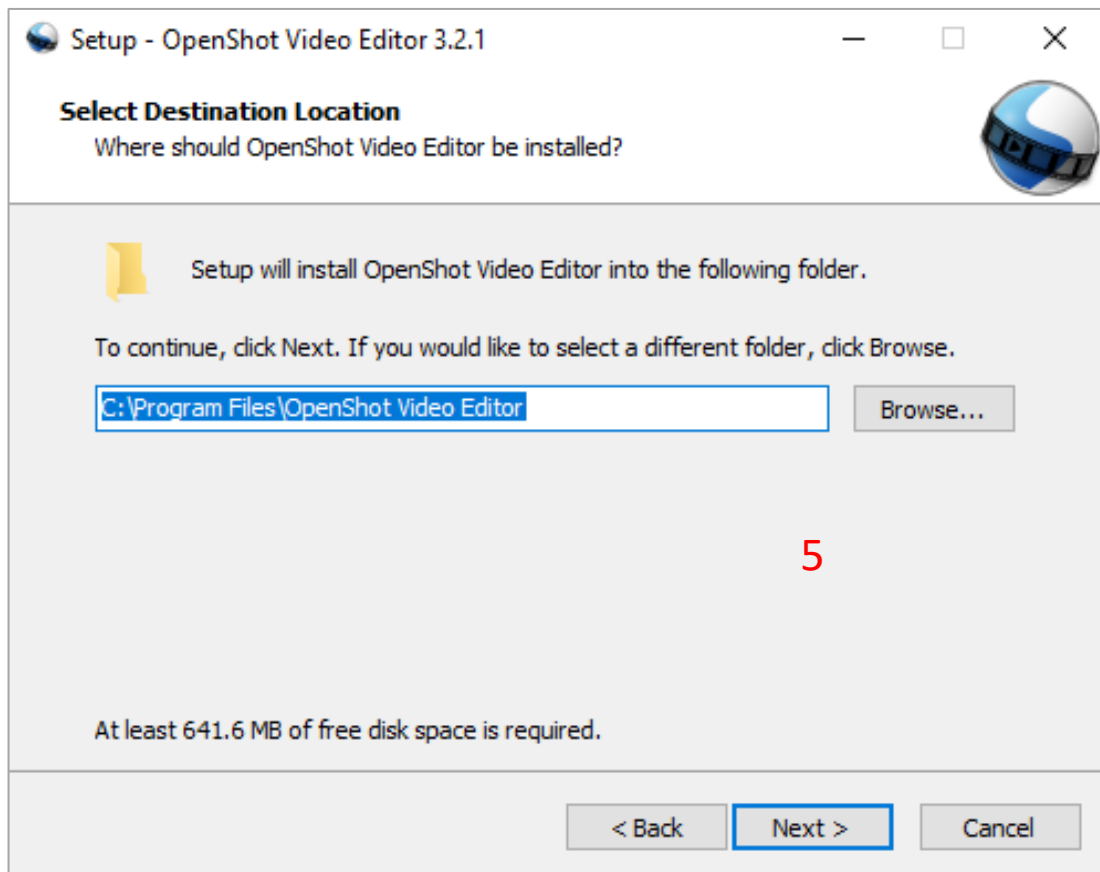 Setup - OpenShot Video Editor 3.2.1
Select Destination Location
Where should OpenShot Video Editor be installed?
Setup will install OpenShot Video Editor into the following folder.
To continue, click Next. If you would like to select a different folder, click Browse.
C:\Program Files\OpenShot Video Editor
Browse...
5
At least 641.6 MB of free disk space is required.
< Back
Next >
Cancel